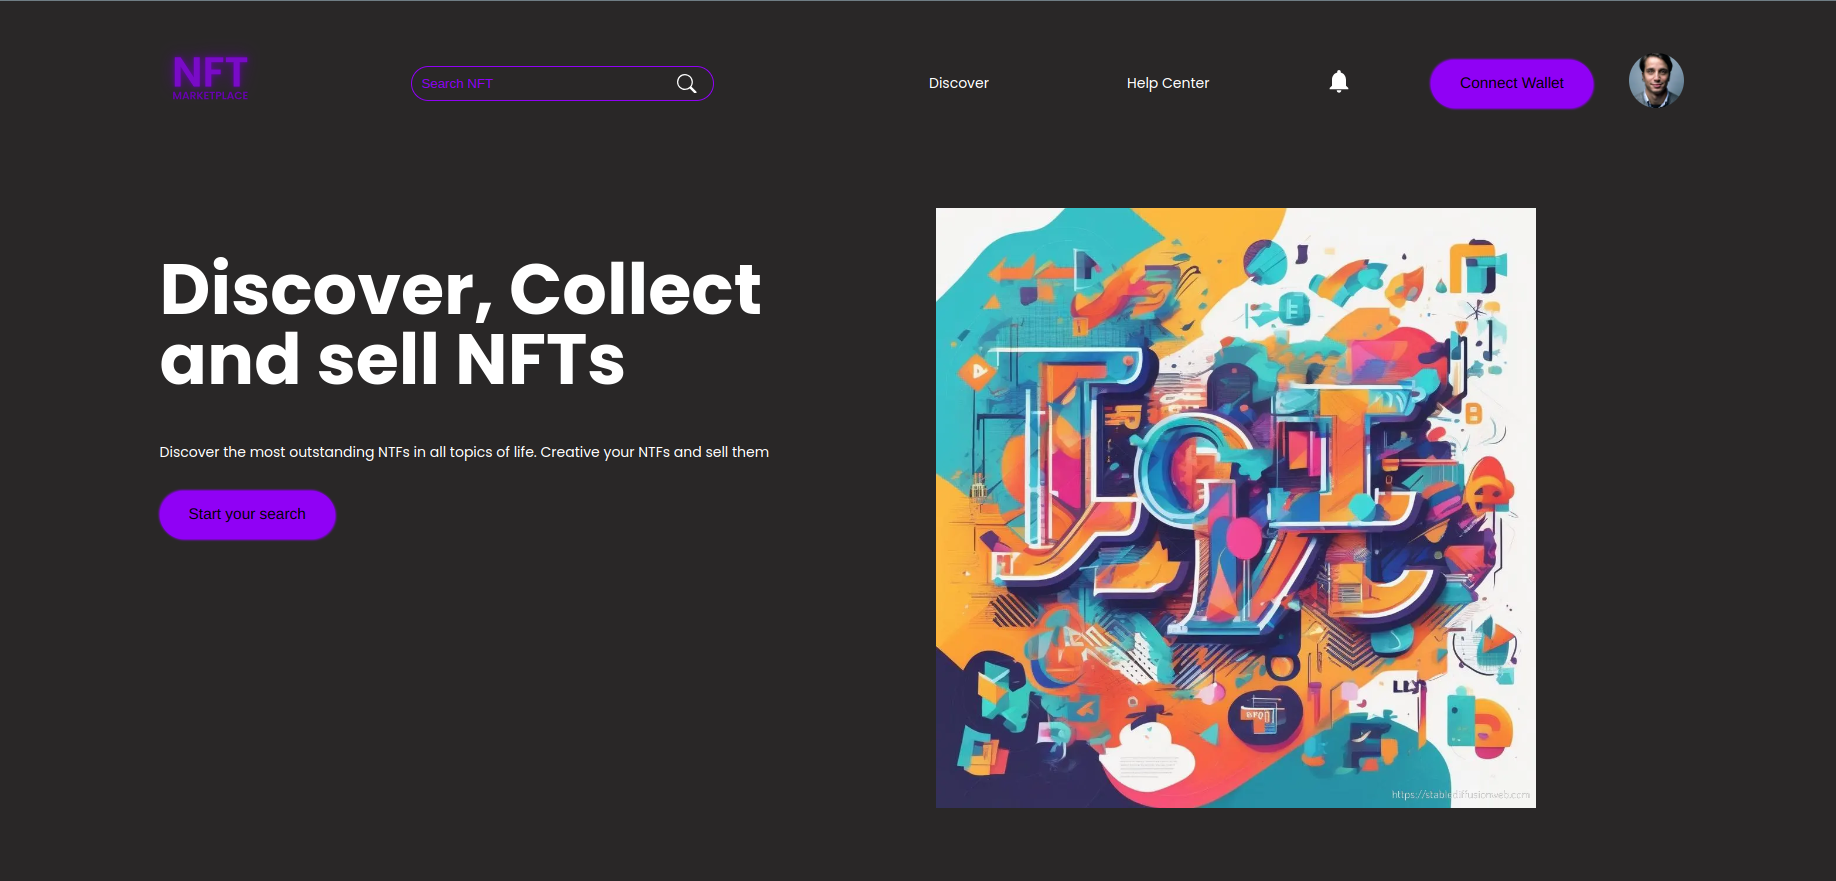 NFT
MARKETPLACE
Search NFT
Discover
Help Center
Connect Wallet
Discover, Collect
and sell NFTs
Discover the most outstanding NTFs in all topics of life. Creative your NTFs and sell them
Start your search
https://stablediffusionweb.com